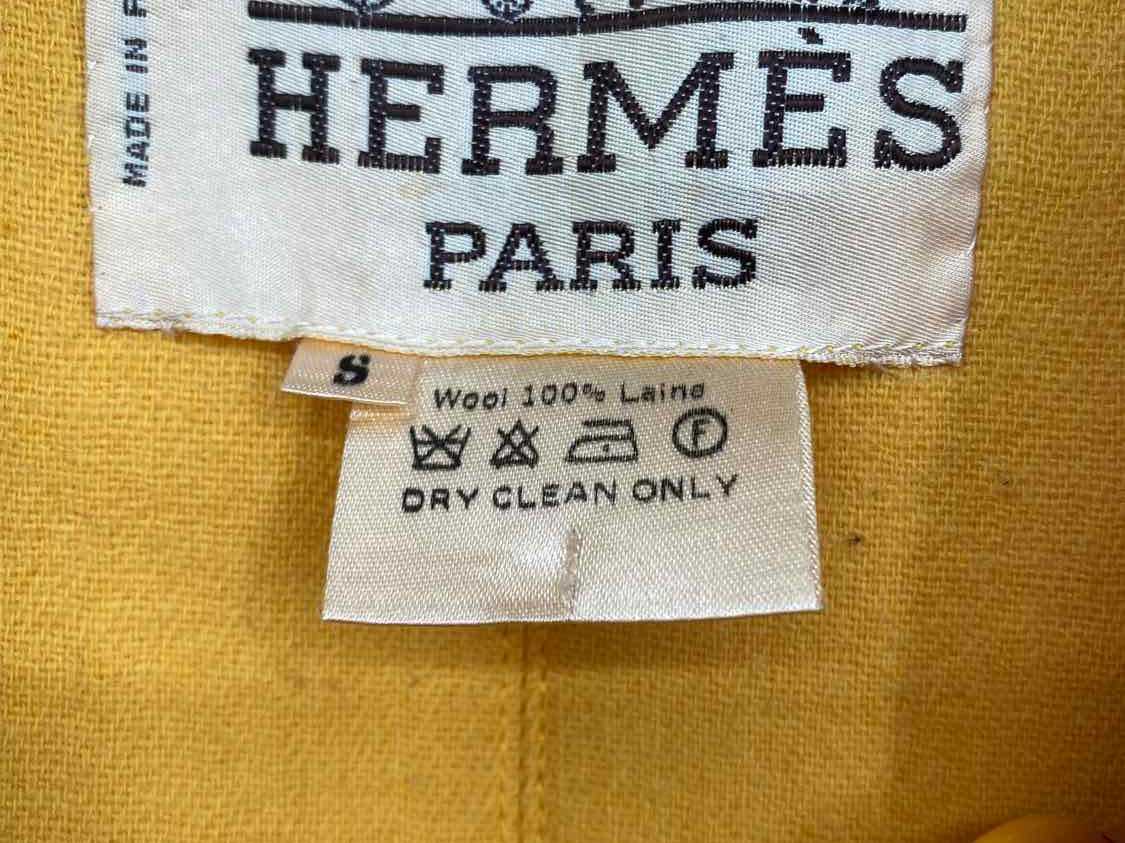 MADE IN F
HERMÈS
PARIS
S
Wool 100% Laine
F
DRY CLEAN ONLY